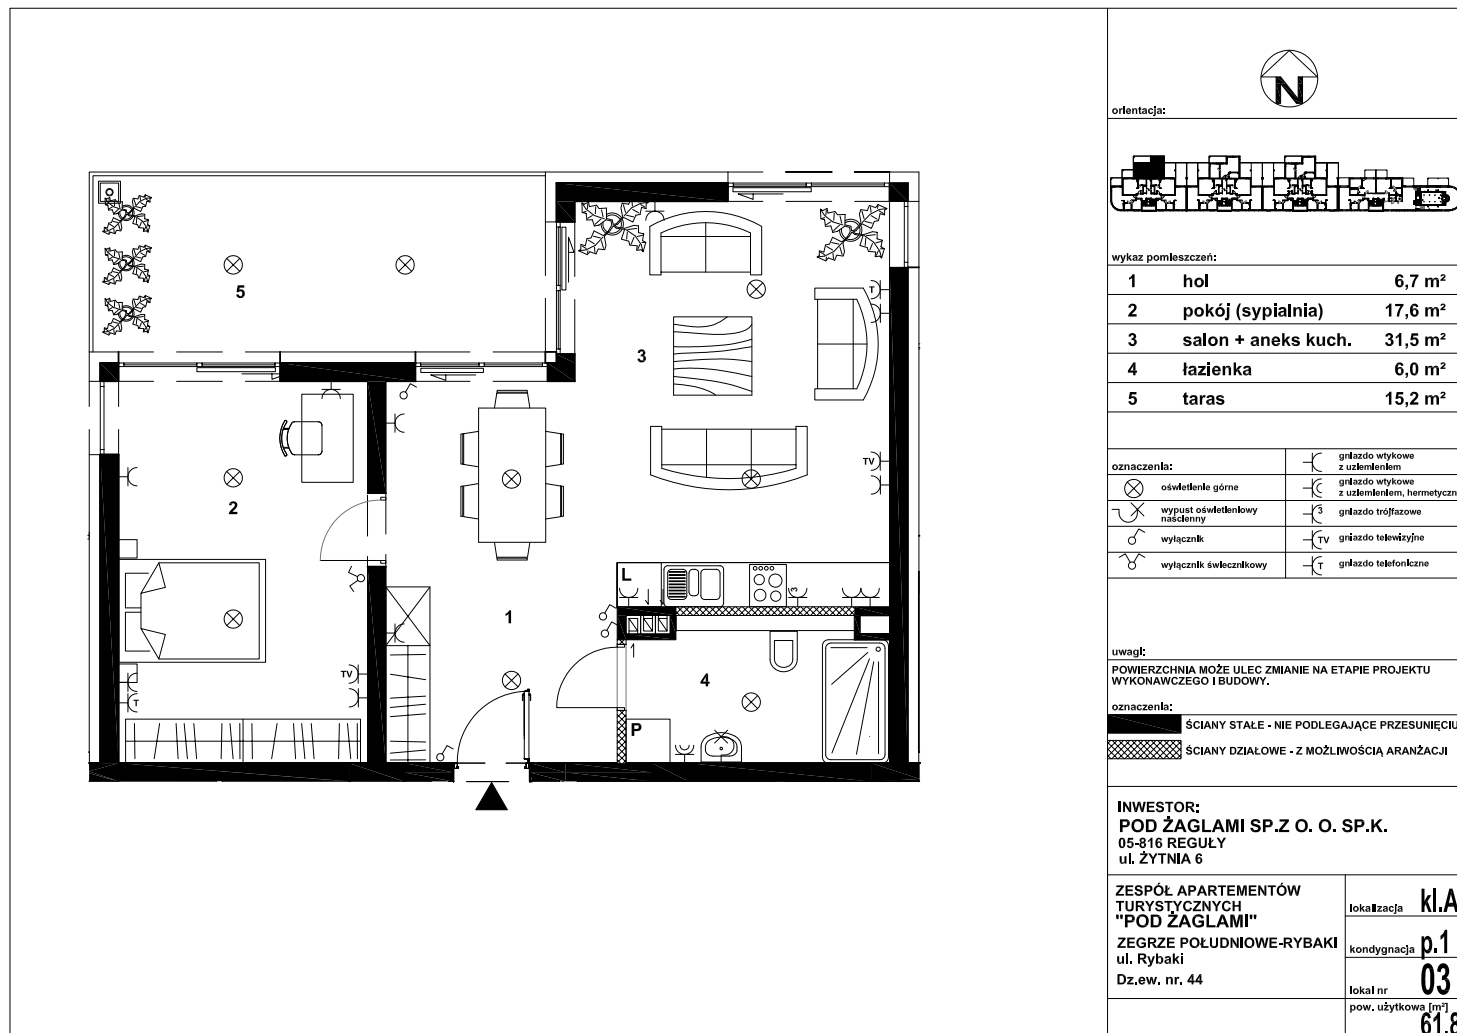 N
orientacja:
wykaz pomieszczeń:
1 hol 6,7 m²
2 pokój (sypialnia) 17,6 m²
3 salon + aneks kuch. 31,5 m²
4 łazienka 6,0 m²
5 taras 15,2 m²
oznaczenia:
gniazdo wtykowe
z uziemieniem
oświetlenie górne
gniazdo wtykowe
z uziemieniem, hermetyczn
wypust oświetleniowy
naścienny
3 gniazdo trójfazowe
wyłącznik
TV gniazdo telewizyjne
wyłącznik świecznikowy
T gniazdo telefoniczne
uwagi:
POWIERZCHNIA MOŻE ULEC ZMIANIE NA ETAPIE PROJEKTU
WYKONAWCZEGO I BUDOWY.
oznaczenia:
ŚCIANY STAŁE - NIE PODLEGAJĄCE PRZESUNIĘCIU
ŚCIANY DZIAŁOWE - Z MOŻLIWOŚCIĄ ARANŻACJI
INWESTOR:
POD ŻAGLAMI SP.Z O. O. SP.K.
05-816 REGUŁY
ul. ŻYTNIA 6
ZESPÓŁ APARTEMENTÓW
TURYSTYCZNYCH
"POD ŻAGLAMI"
ZEGRZE POŁUDNIOWE-RYBAKI
ul. Rybaki
Dz.ew. nr. 44
lokalizacja kl.A
kondygnacja p.1
lokal nr 03
pow. użytkowa [m²]
61.8
5
3
T
TV
2
L
3
1
4
TV
T
P